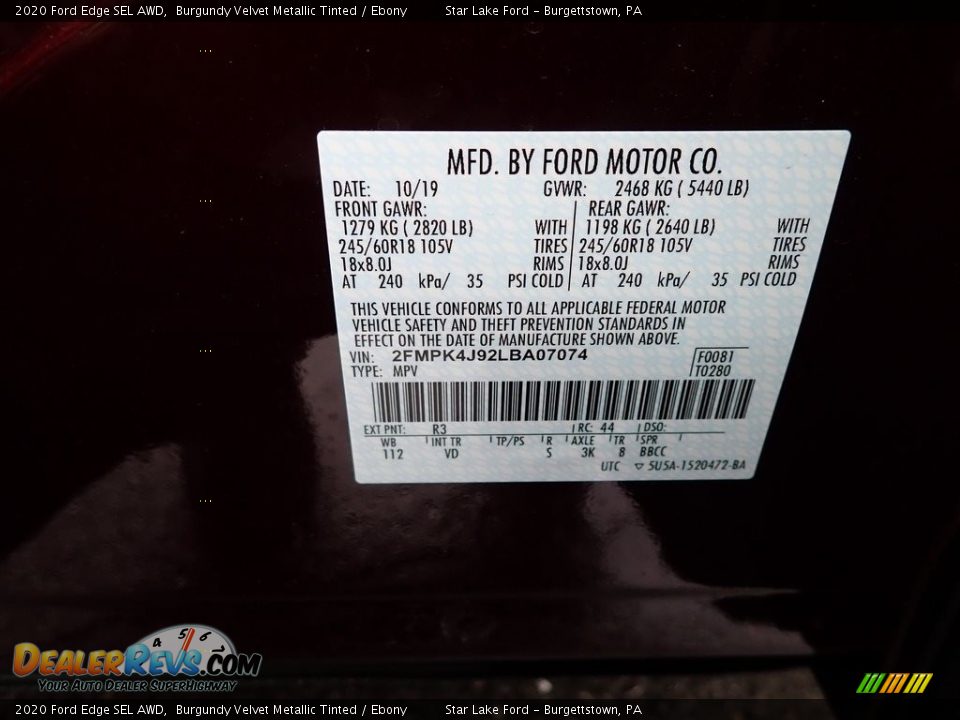 2020 Ford Edge SEL AWD, Burgundy Velvet Metallic Tinted / Ebony Star Lake Ford - Burgettstown, PA
MFD. BY FORD MOTOR CO.
DATE: 10/19 GVWR: 2468 KG ( 5440 LB)
FRONT GAWR: REAR GAWR:
1279 KG ( 2820 LB) WITH 1198 KG ( 2640 LB) WITH
245/60R18 105V TIRES 245/60R18 105V TIRES
18x8.0J RIMS 18x8.0J RIMS
AT 240 kPa/ 35 PSI COLD AT 240 kPa/ 35 PSI COLD
THIS VEHICLE CONFORMS TO ALL APPLICABLE FEDERAL MOTOR
VEHICLE SAFETY AND THEFT PREVENTION STANDARDS IN
EFFECT ON THE DATE OF MANUFACTURE SHOWN ABOVE.
VIN: 2FMPK4J92LBA07074 F0081
TYPE: MPV T0280
EXT PNT: R3 RC: 44 DSO:
WB INT TR TP/PS R AXLE TR SPR
112 VD S 3K 8 BBCC
UTC ▽ 5U5A-1520472-BA
4 5 6
DEALERREVS.COM
YOUR AUTO DEALER SUPERHIGHWAY
2020 Ford Edge SEL AWD, Burgundy Velvet Metallic Tinted / Ebony Star Lake Ford - Burgettstown, PA